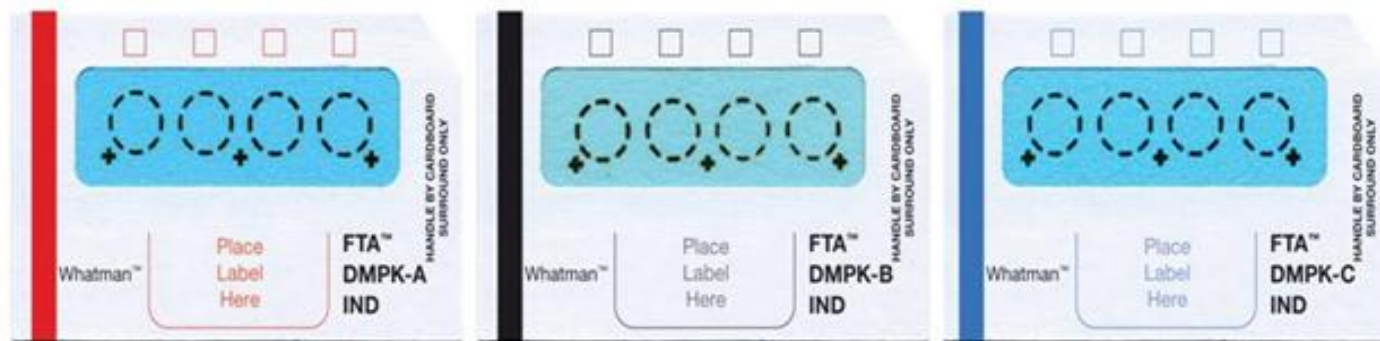 HANDLE BY CARDBOARD
SURROUND ONLY
Place
Label
Here
Whatman™
FTA™
DMPK-A
IND
HANDLE BY CARDBOARD
SURROUND ONLY
Place
Label
Here
Whatman™
FTA™
DMPK-B
IND
HANDLE BY CARDBOARD
SURROUND ONLY
Place
Label
Here
Whatman™
FTA™
DMPK-C
IND